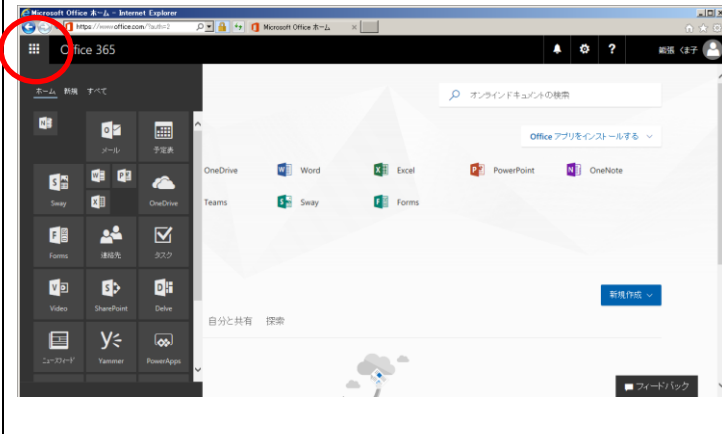 Microsoft Office ホーム - Internet Explorer
https://www.office.com/?auth=2
Microsoft Office ホーム
Office 365
?
ホーム 新規 すべて
オンラインドキュメントの検索
Office アプリをインストールする
メール 予定表
OneDrive Word Excel PowerPoint OneNote
Sway OneDrive
Teams Sway Forms
Forms 連絡先 タスク
Video SharePoint Delve
新規作成
自分と共有 探索
ニュースフィード Yammer PowerApps
フィードバック